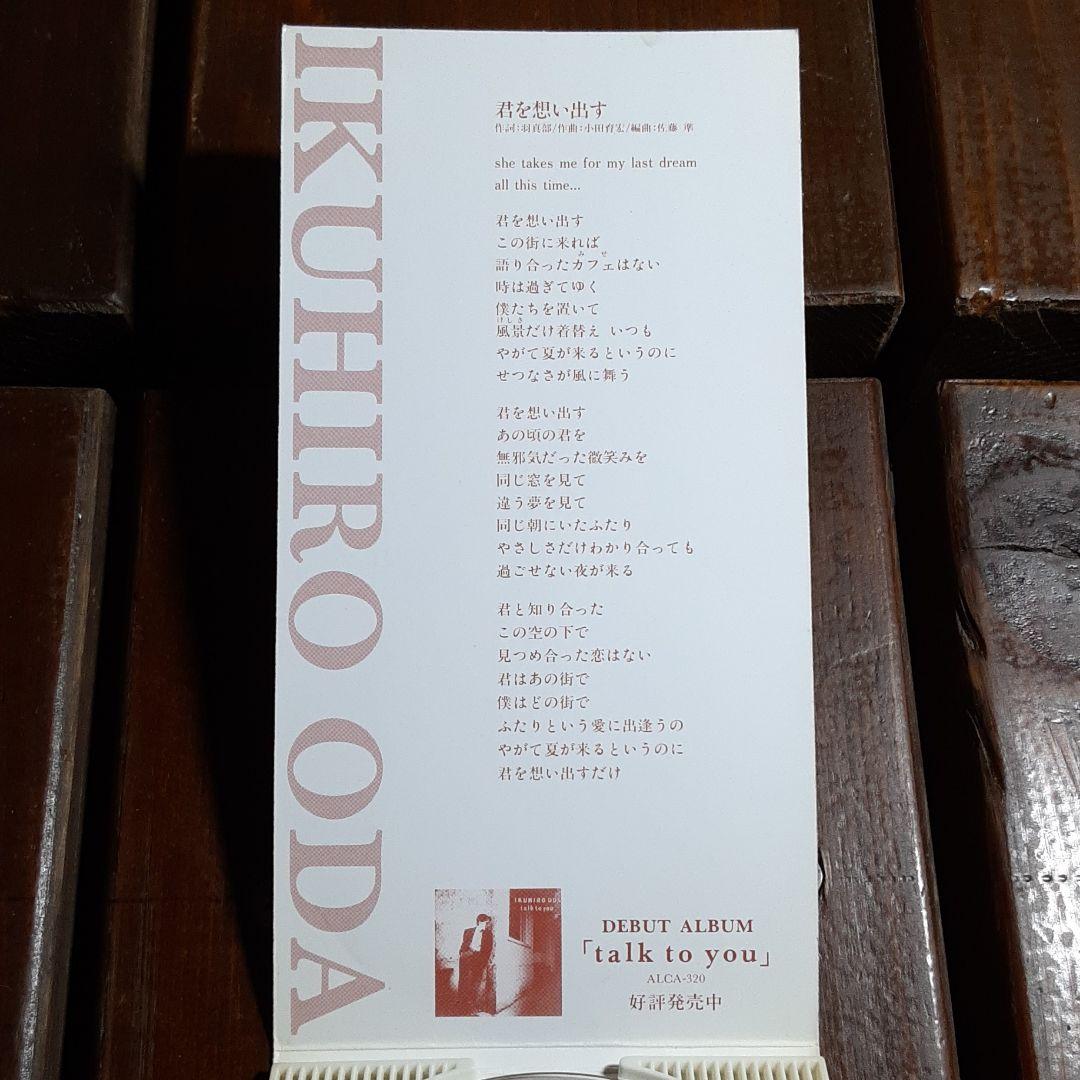 IKUHIRO ODA
君を想い出す
作詞:羽真部/作曲:小田育宏/編曲:佐藤 準
she takes me for my last dream
all this time...
君を想い出す
この街に来れば
みせ
語り合ったカフェはない
時は過ぎてゆく
僕たちを置いて
けしき
風景だけ着替え いつも
やがて夏が来るというのに
せつなさが風に舞う
君を想い出す
あの頃の君を
無邪気だった微笑みを
同じ窓を見て
違う夢を見て
同じ朝にいたふたり
やさしさだけわかり合っても
過ごせない夜が来る
君と知り合った
この空の下で
見つめ合った恋はない
君はあの街で
僕はどの街で
ふたりという愛に出逢うの
やがて夏が来るというのに
君を想い出すだけ
IKUHIRO ODA
talk to you
DEBUT ALBUM
「talk to you」
ALCA-320
好評発売中